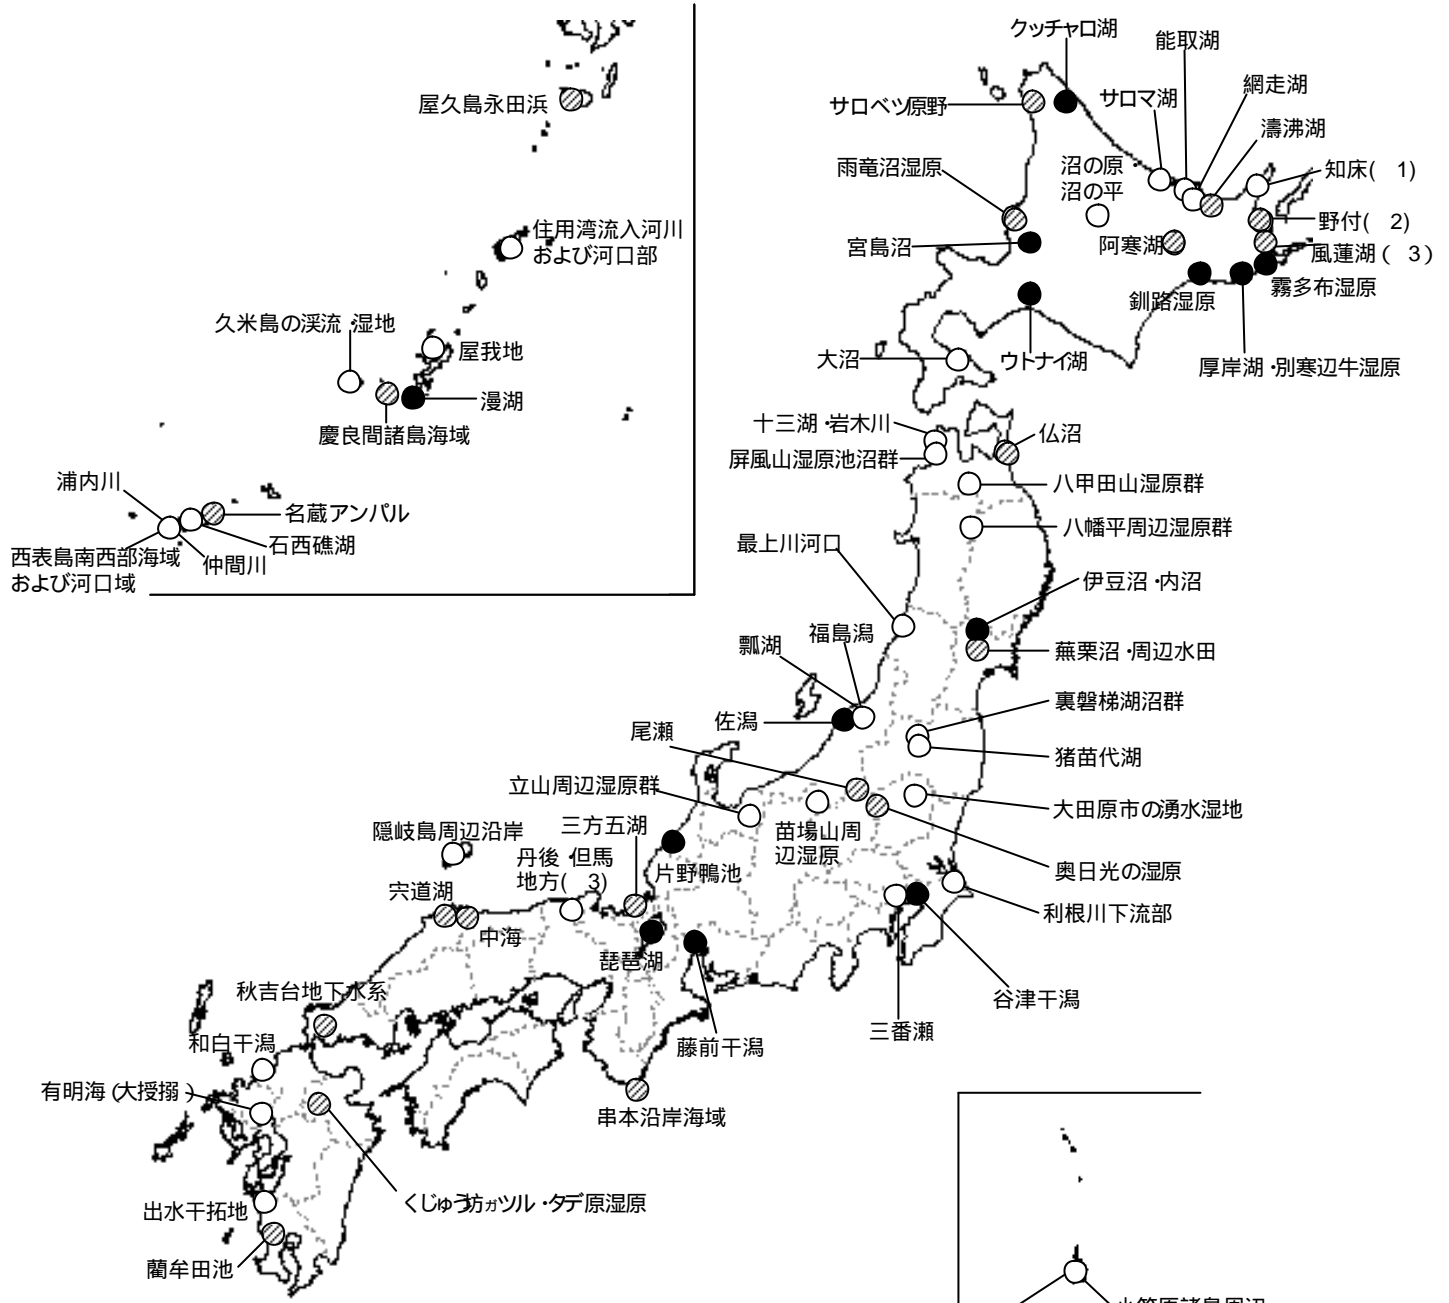 クッチャロ湖
能取湖
サロマ湖
網走湖
濤沸湖
サロベツ原野
屋久島永田浜
雨竜沼湿原
沼の原
沼の平
知床( 1)
野付( 2)
風蓮湖( 3)
宮島沼
阿寒湖
霧多布湿原
釧路湿原
厚岸湖・別寒辺牛湿原
大沼
ウトナイ湖
住用湾流入河川
および河口部
久米島の渓流・湿地
屋我地
漫湖
慶良間諸島海域
浦内川
名蔵アンパル
石西礁湖
西表島南西部海域
および河口域
仲間川
十三湖・岩木川
屏風山湿原池沼群
仏沼
八甲田山湿原群
八幡平周辺湿原群
最上川河口
伊豆沼・内沼
蕪栗沼・周辺水田
瓢湖
福島潟
佐潟
裏磐梯湖沼群
猪苗代湖
尾瀬
立山周辺湿原群
大田原市の湧水湿地
苗場山周
辺湿原
奥日光の湿原
隠岐島周辺沿岸
三方五湖
丹後・但馬
地方( 3)
片野鴨池
宍道湖
中海
琵琶湖
利根川下流部
谷津干潟
三番瀬
藤前干潟
秋吉台地下水系
和白干潟
有明海(大授搦)
串本沿岸海域
くじゅう坊ガツル・タデ原湿原
出水干拓地
藺牟田池